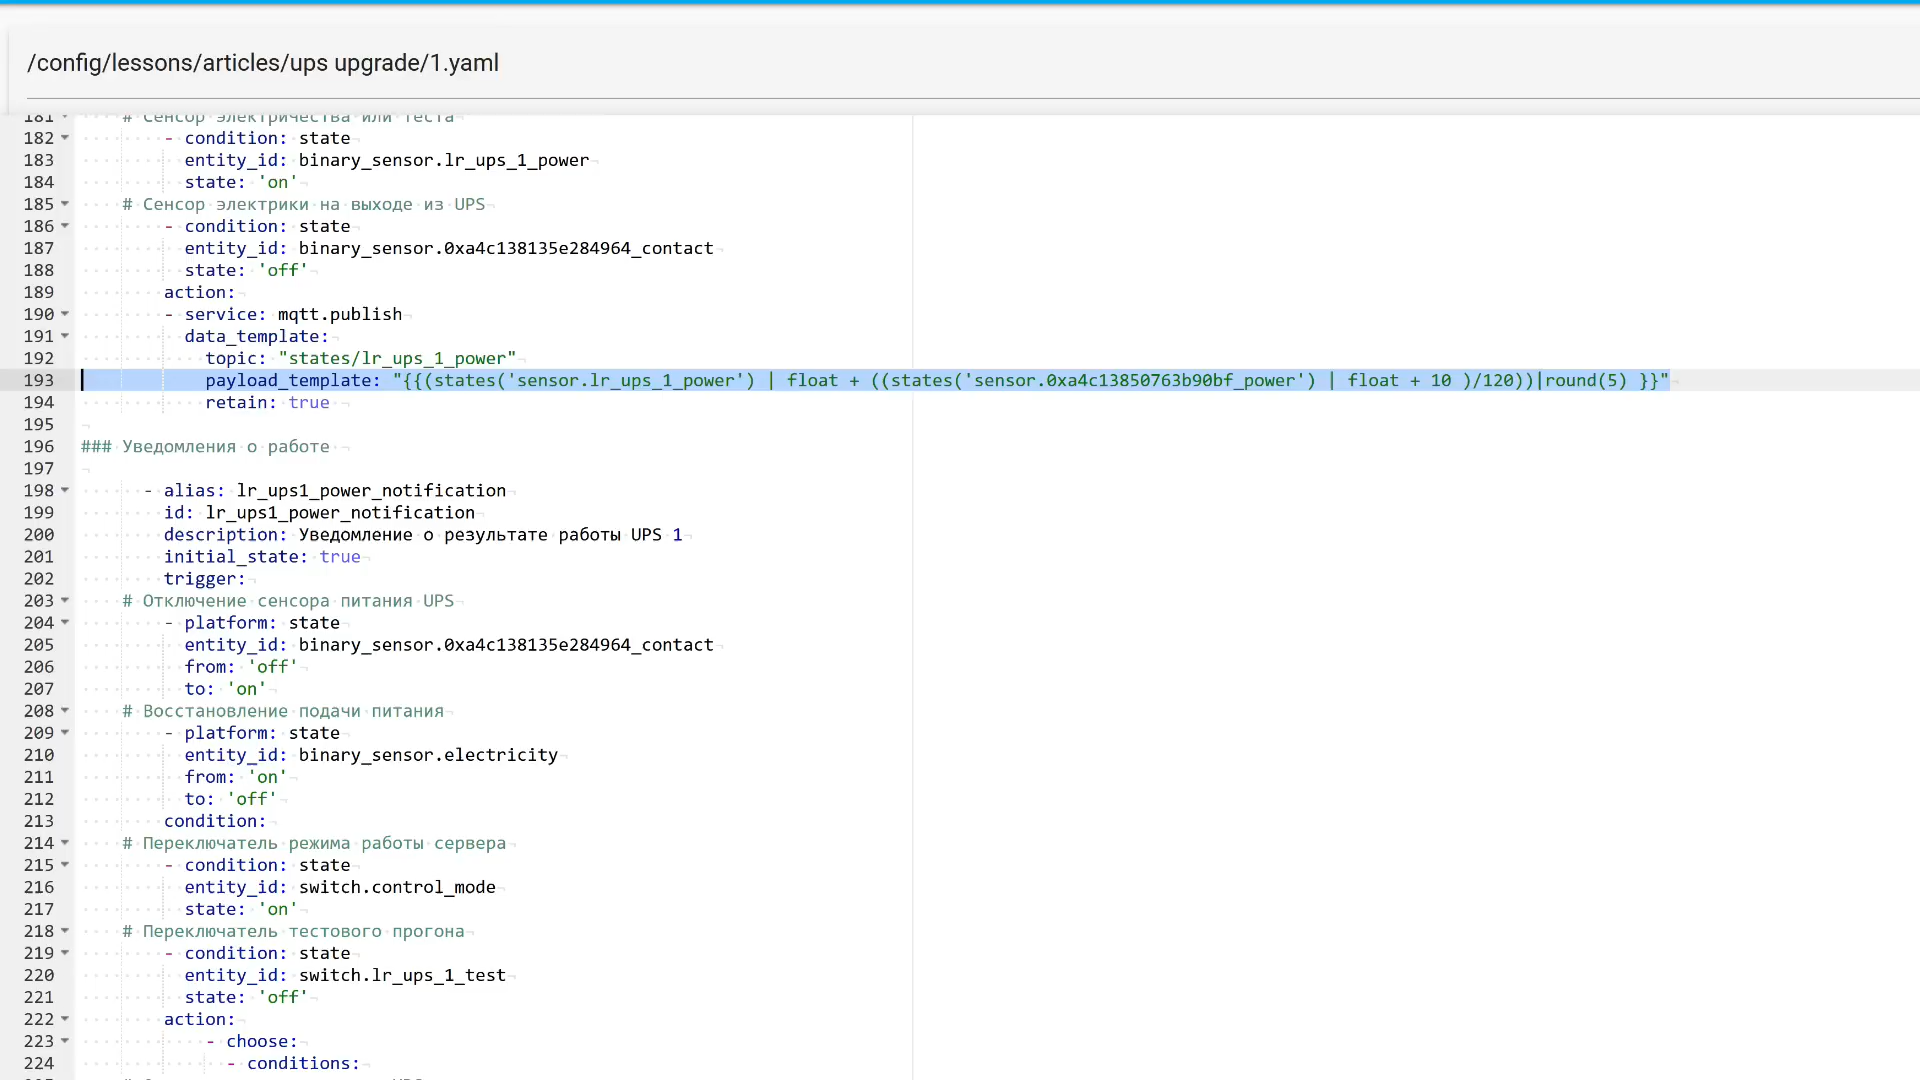 /config/lessons/articles/ups upgrade/1.yaml
181 # Сенсор электричества или теста
182 - condition: state
183 entity_id: binary_sensor.lr_ups_1_power
184 state: 'on'
185 # Сенсор электрики на выходе из UPS
186 - condition: state
187 entity_id: binary_sensor.0xa4c138135e284964_contact
188 state: 'off'
189 action:
190 - service: mqtt.publish
191 data_template:
192 topic: "states/lr_ups_1_power"
193 payload_template: "{{(states('sensor.lr_ups_1_power') | float + ((states('sensor.0xa4c13850763b90bf_power') | float + 10 )/120))|round(5) }}"
194 retain: true
195
196 ### Уведомления о работе
197
198 - alias: lr_ups1_power_notification
199 id: lr_ups1_power_notification
200 description: Уведомление о результате работы UPS 1
201 initial_state: true
202 trigger:
203 # Отключение сенсора питания UPS
204 - platform: state
205 entity_id: binary_sensor.0xa4c138135e284964_contact
206 from: 'off'
207 to: 'on'
208 # Восстановление подачи питания
209 - platform: state
210 entity_id: binary_sensor.electricity
211 from: 'on'
212 to: 'off'
213 condition:
214 # Переключатель режима работы сервера
215 - condition: state
216 entity_id: switch.control_mode
217 state: 'on'
218 # Переключатель тестового прогона
219 - condition: state
220 entity_id: switch.lr_ups_1_test
221 state: 'off'
222 action:
223 - choose:
224 - conditions: